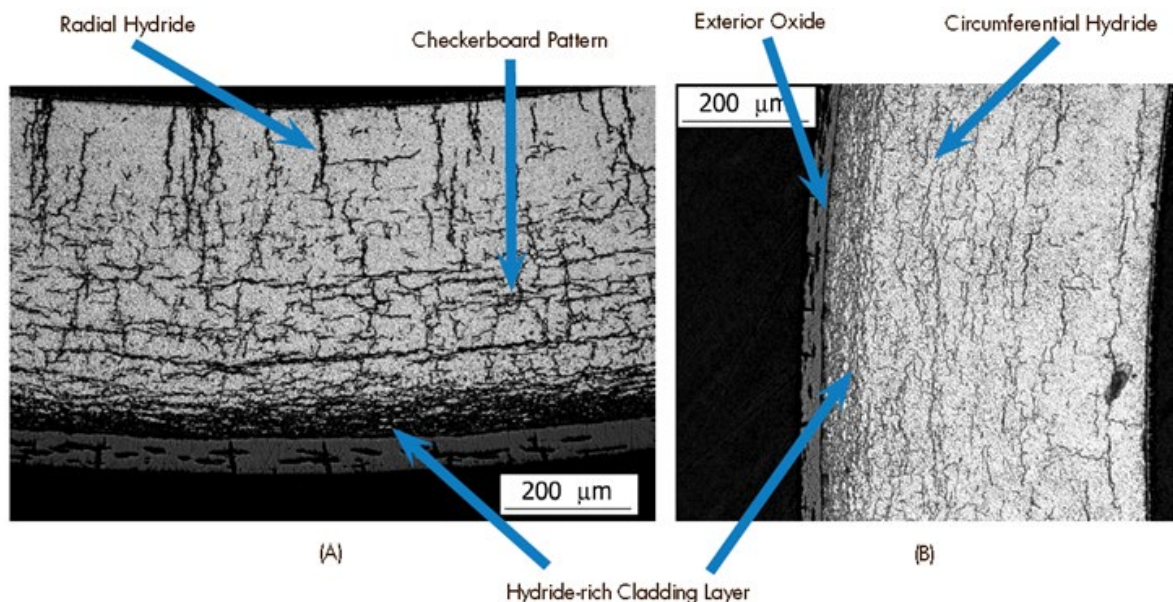 Radial Hydride
Checkerboard Pattern
Exterior Oxide
Circumferential Hydride
200 μm
200 μm
(A)
(B)
Hydride-rich Cladding Layer